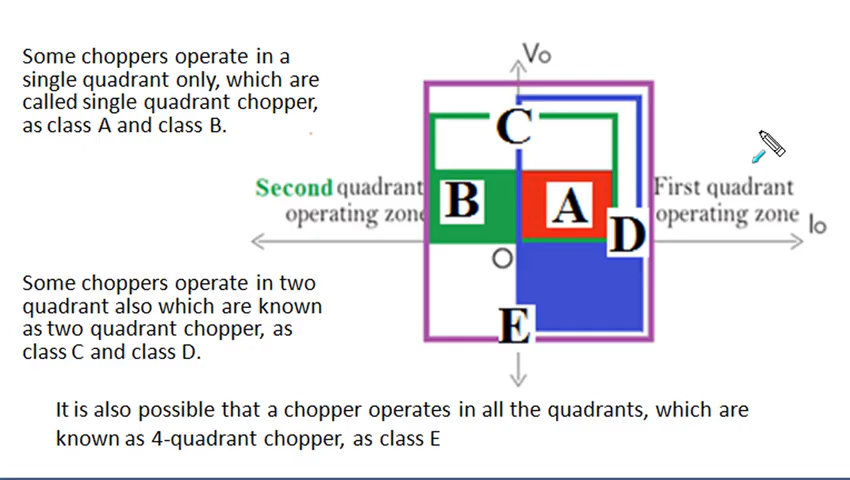 Some choppers operate in a
single quadrant only, which are
called single quadrant chopper,
as class A and class B.
Vo
C
Second quadrant
operating zone
B
A
First quadrant
operating zone
Io
D
O
E
Some choppers operate in two
quadrant also which are known
as two quadrant chopper, as
class C and class D.
It is also possible that a chopper operates in all the quadrants, which are
known as 4-quadrant chopper, as class E